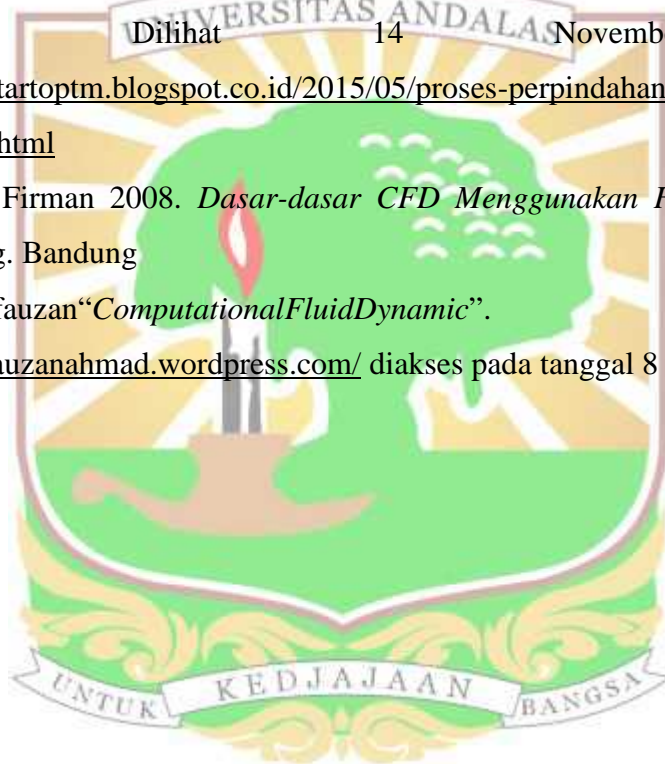 UNIVERSITAS ANDALAS
Dilihat 14 Novembe
tartoptm.blogspot.co.id/2015/05/proses-perpindahan
html
Firman 2008. Dasar-dasar CFD Menggunakan F
g. Bandung
fauzan“ComputationalFluidDynamic”.
auzanahmad.wordpress.com/ diakses pada tanggal 8
UNTUK KEDJAJAAN BANGSA